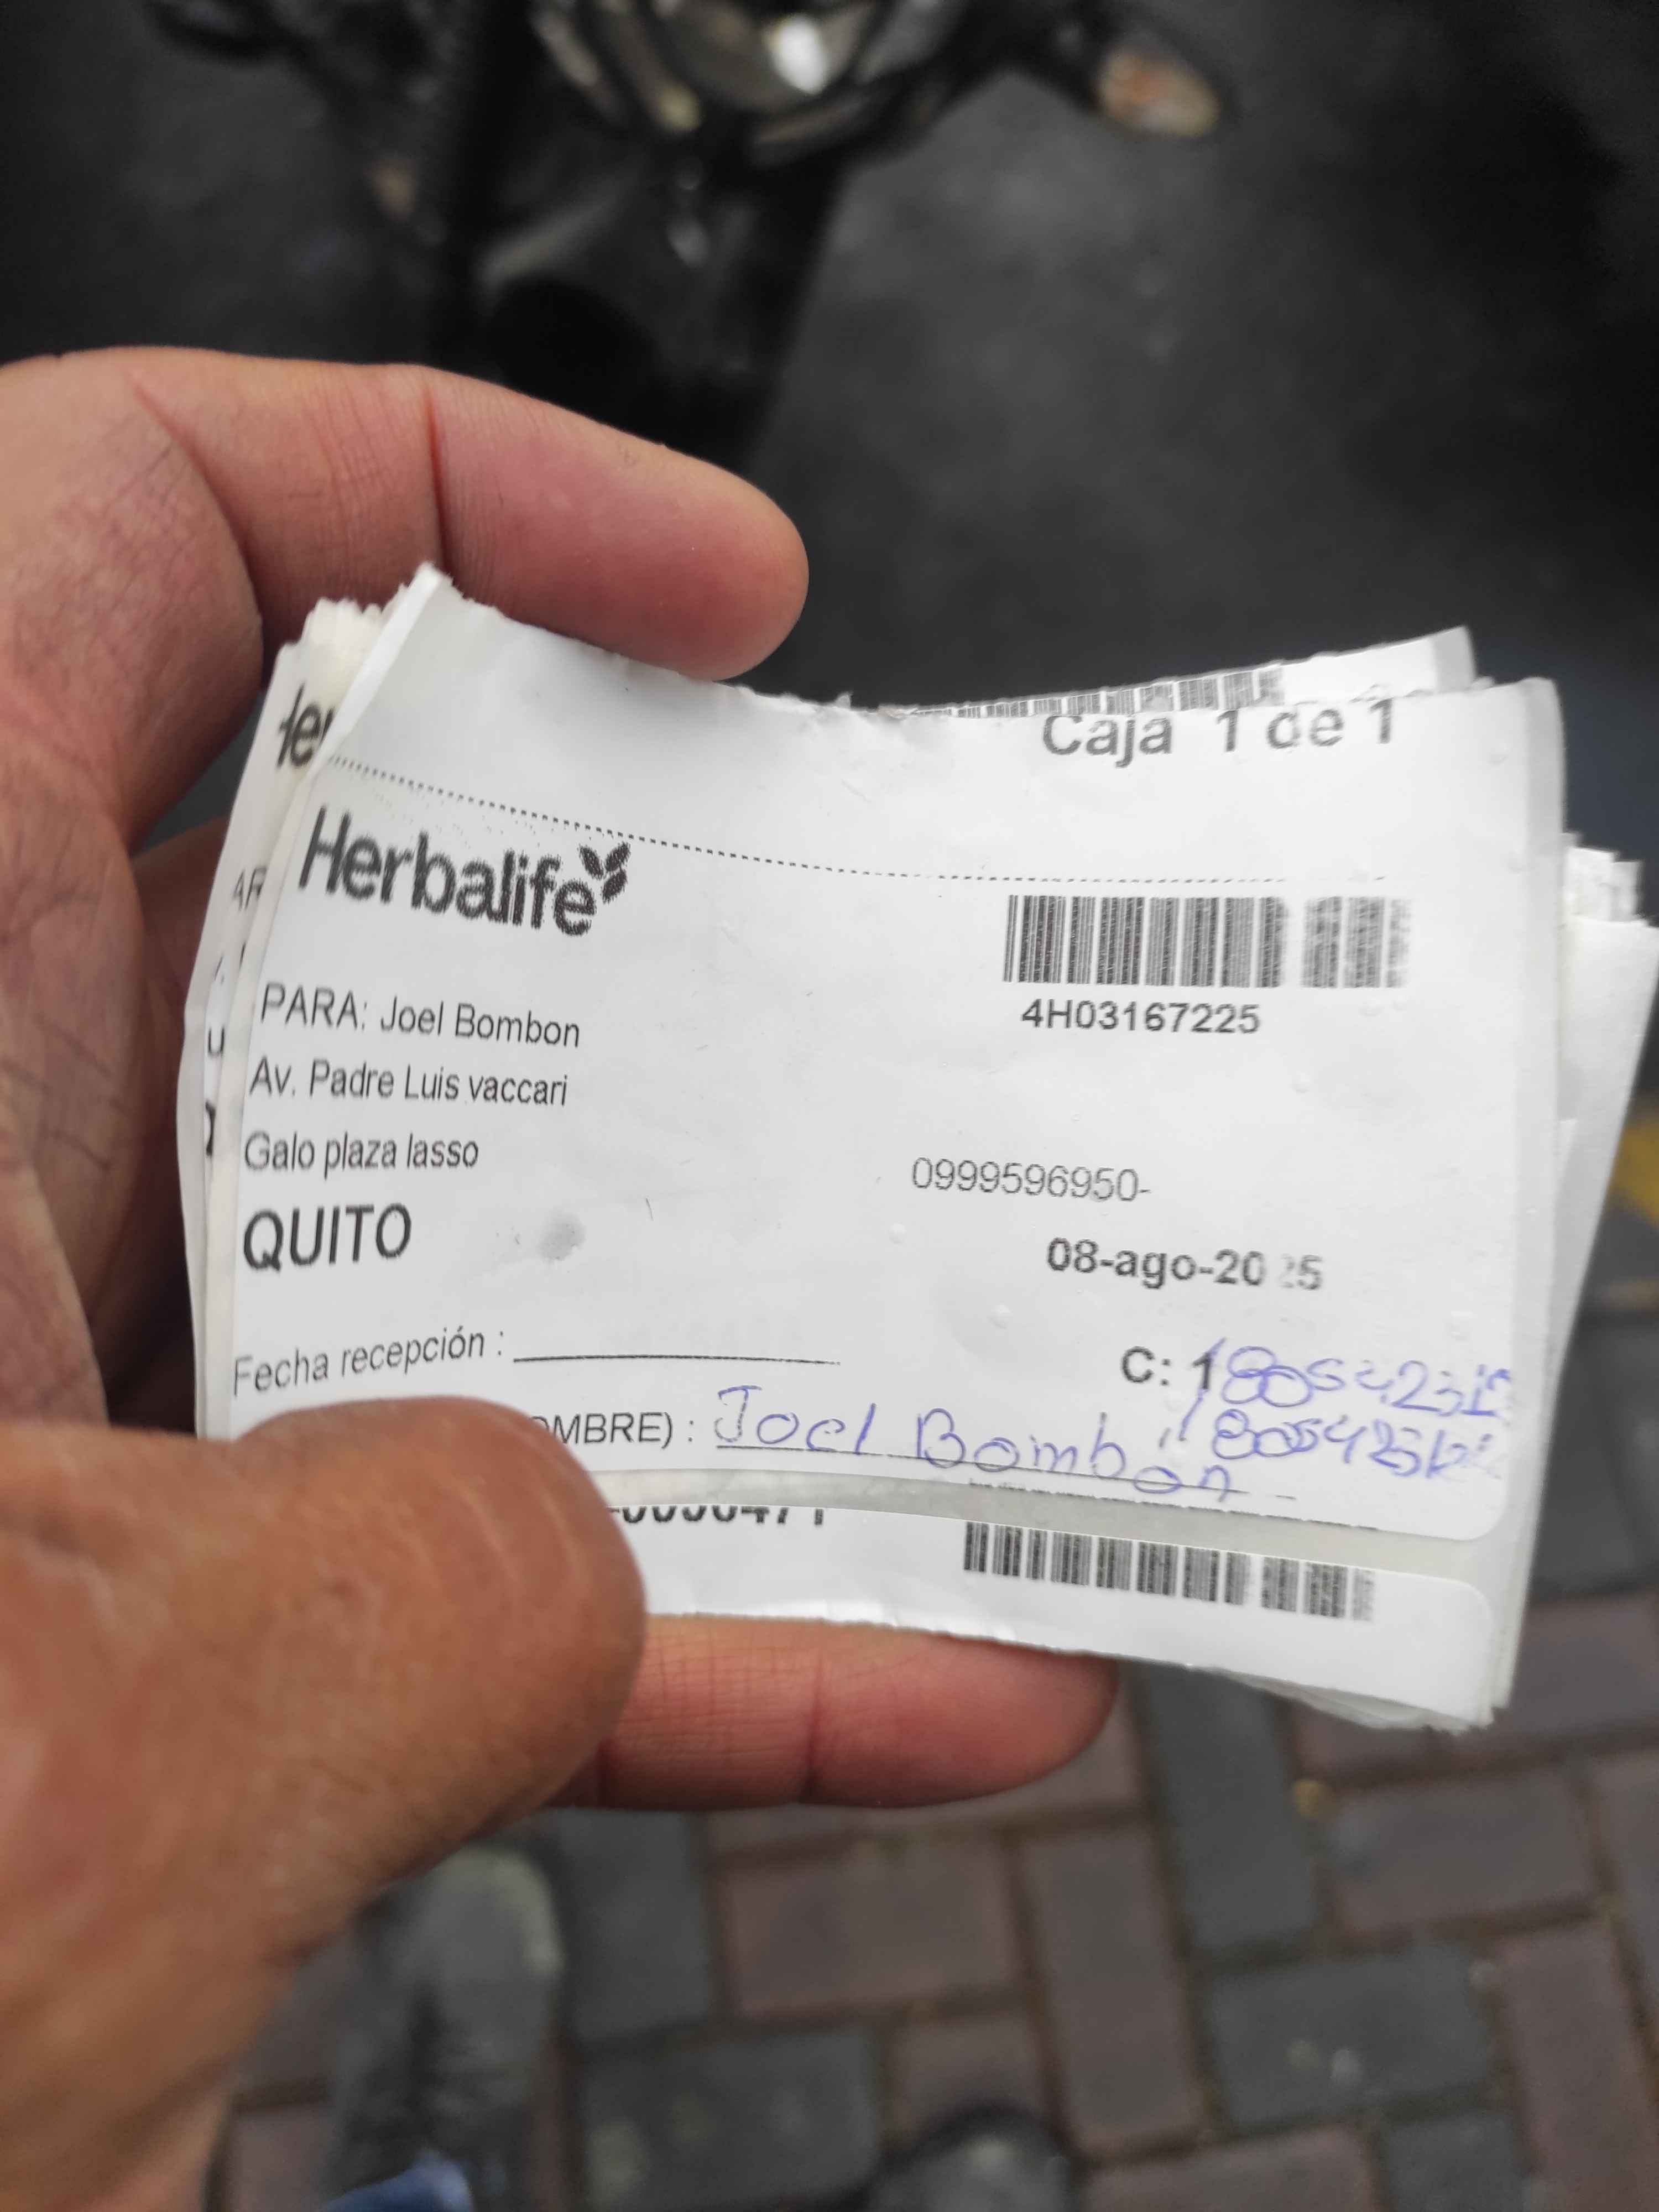 Caja 1 de 1
Herbalife
4H03167225
PARA: Joel Bombon
Av. Padre Luis vaccari
Galo plaza lasso
0999596950-
QUITO
08-ago-2025
Fecha recepción :
C: 1
OMBRE) : Joel Bombon